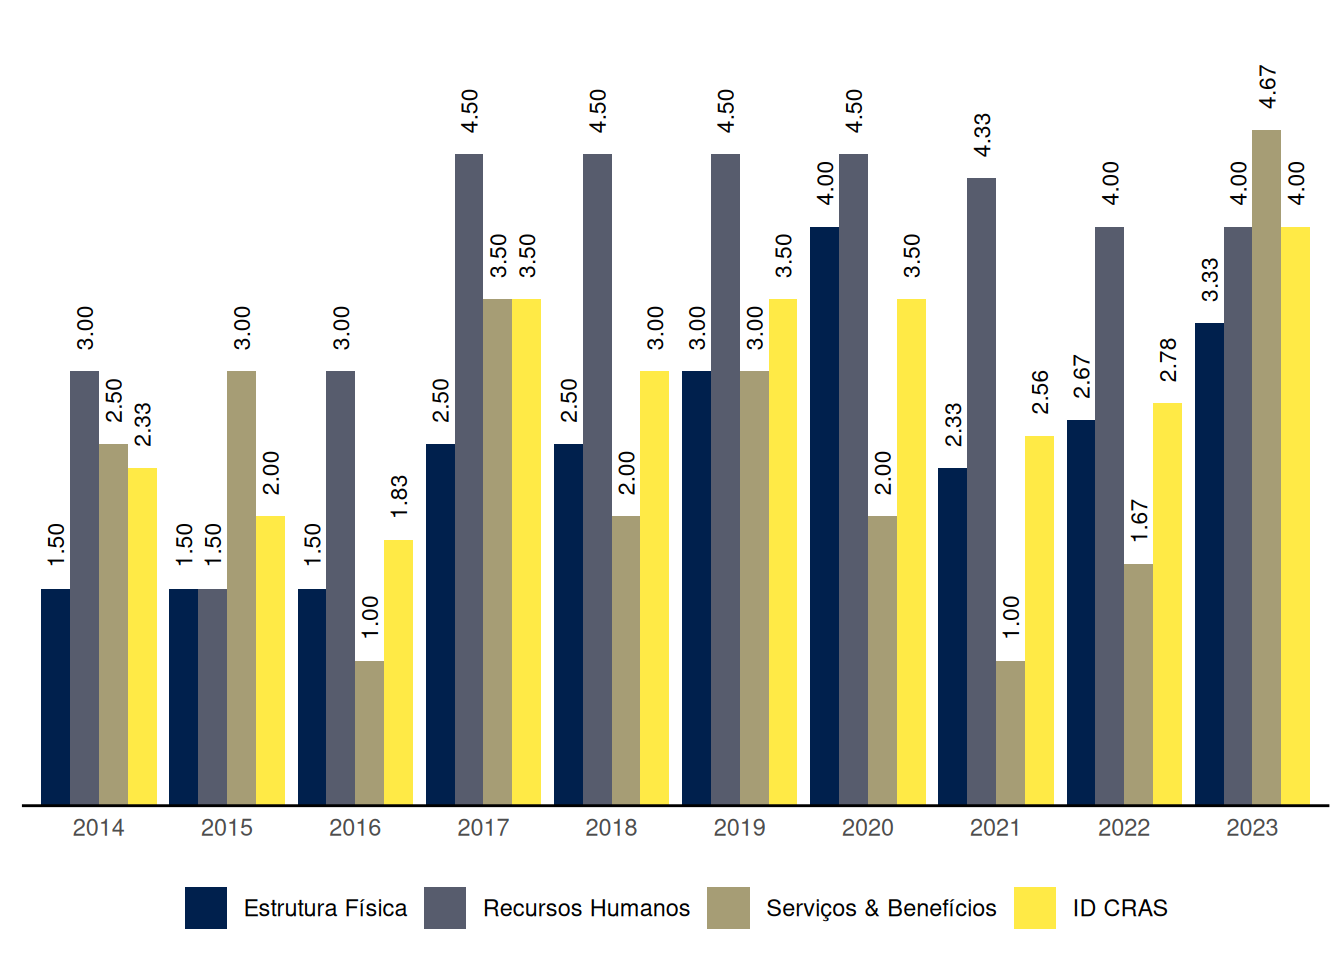 1.50 3.00 2.50 2.33
1.50 1.50 3.00 2.00
1.50 3.00 1.00 1.83
2.50 4.50 3.50 3.50
2.50 4.50 2.00 3.00
3.00 4.50 3.00 3.50
4.00 4.50 2.00 3.50
2.33 4.33 1.00 2.56
2.67 4.00 1.67 2.78
3.33 4.00 4.67 4.00
2014 2015 2016 2017 2018 2019 2020 2021 2022 2023
Estrutura Física Recursos Humanos Serviços & Benefícios ID CRAS